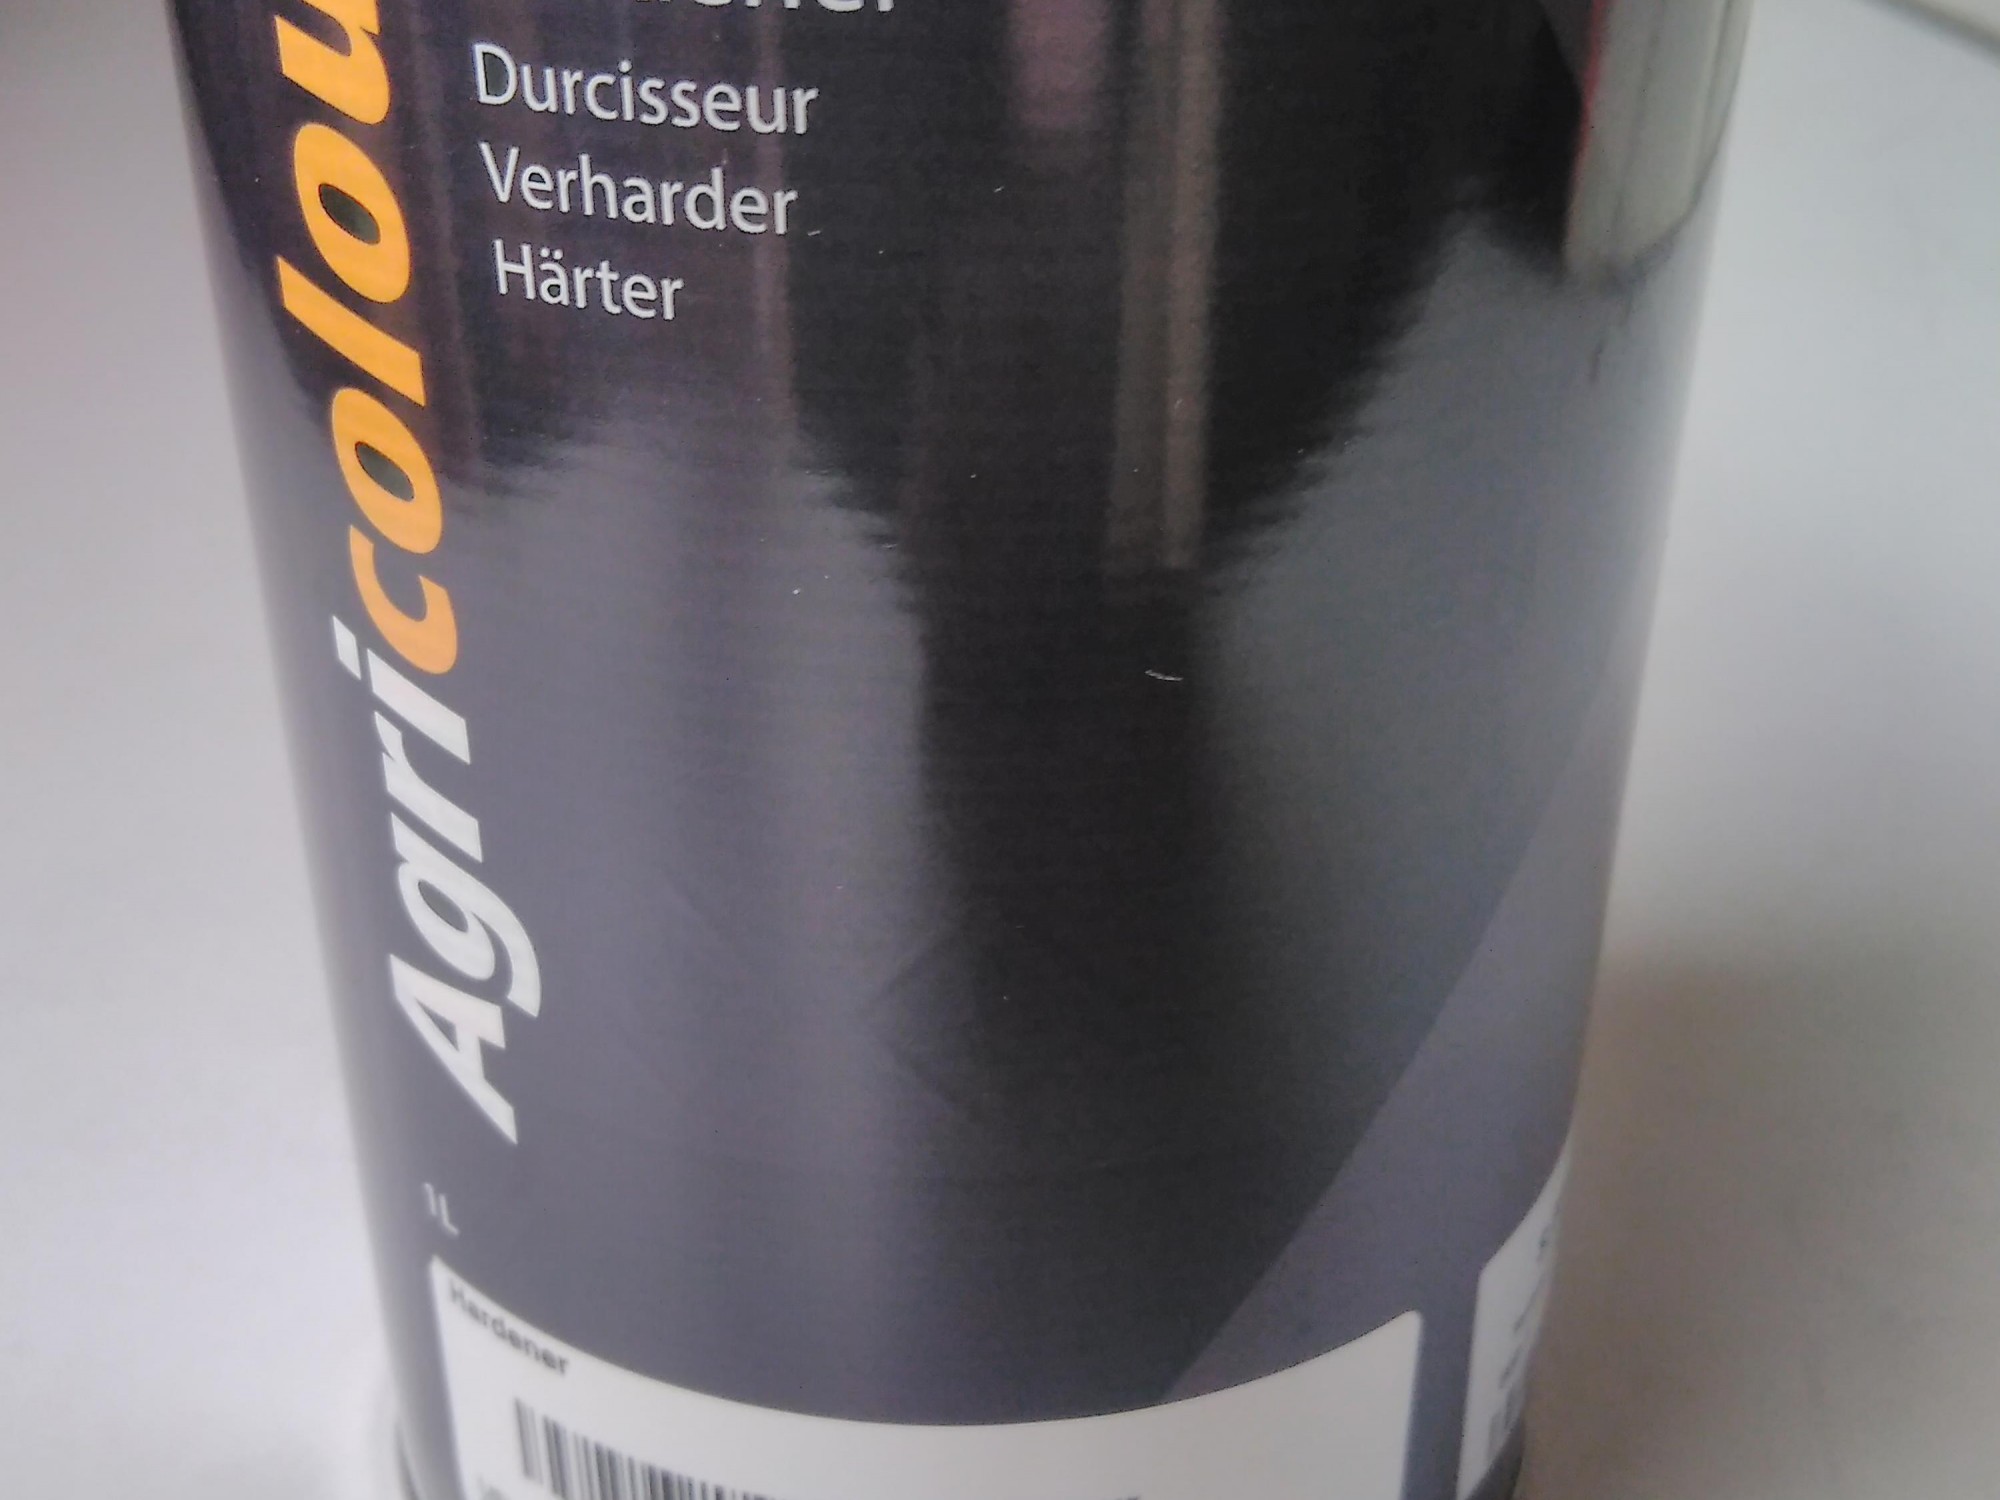 Durcisseur
Verharder
Härter
Agricolou
1L
Hardener